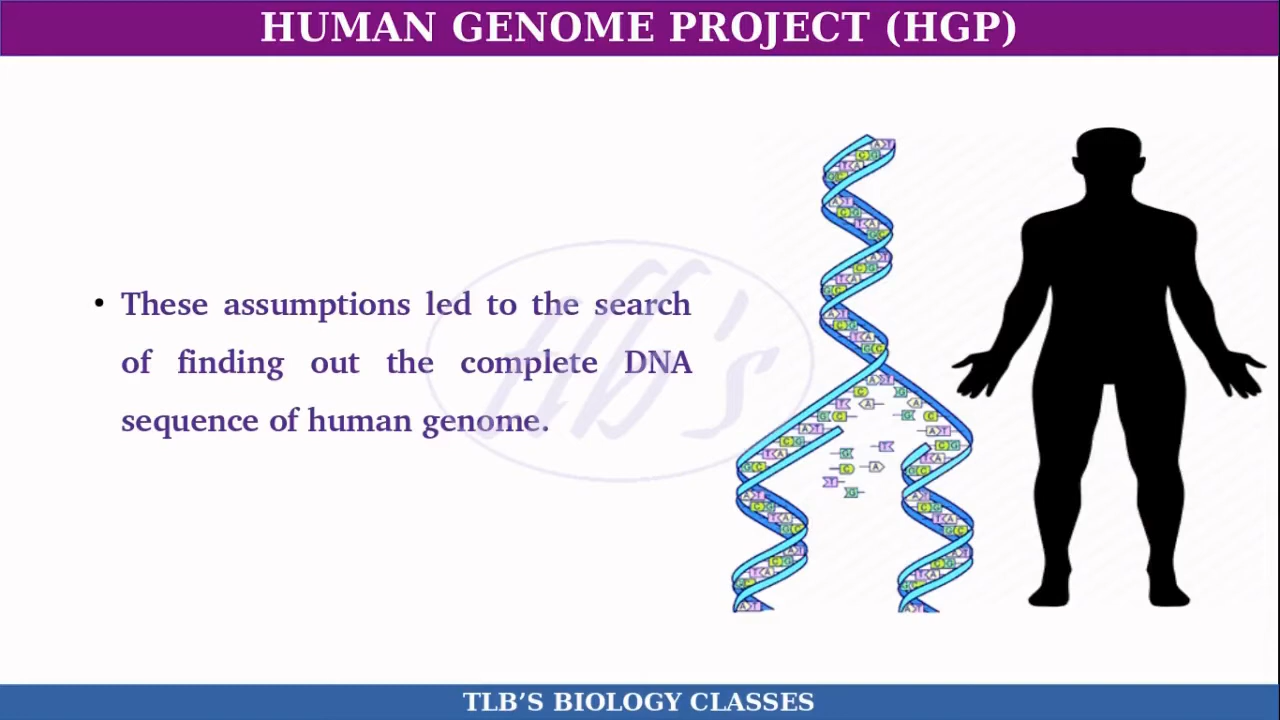 HUMAN GENOME PROJECT (HGP)
• These assumptions led to the search
of finding out the complete DNA
sequence of human genome.
tlb's
TLB’S BIOLOGY CLASSES